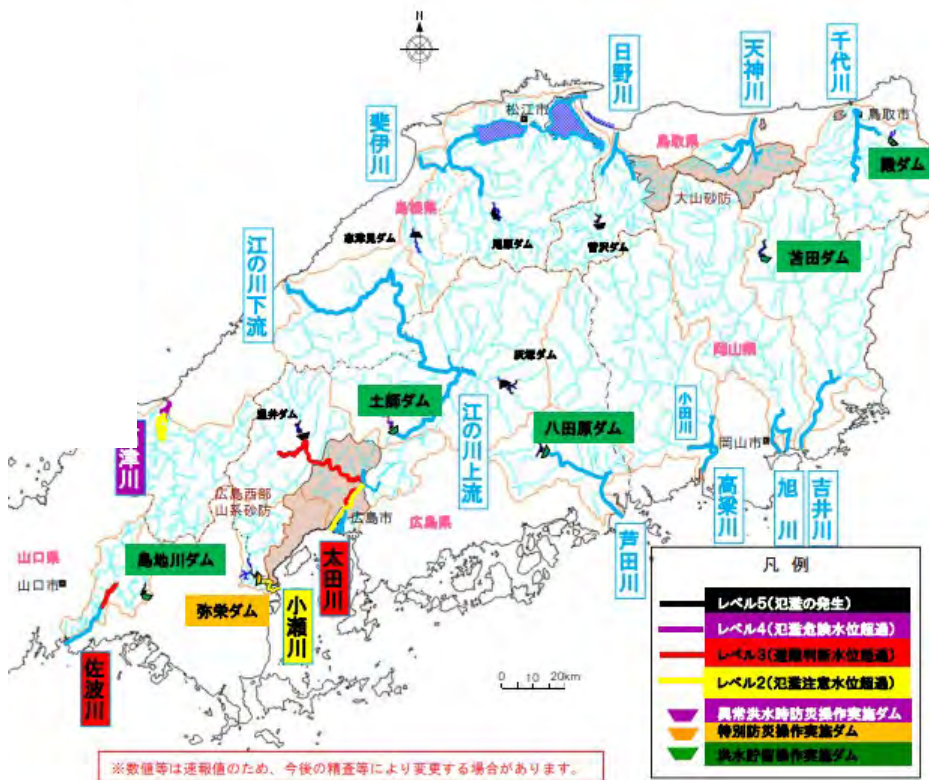 N
日野川
天神川
千代川
松江市
鳥取市
斐伊川
鳥取県
殿ダム
大山砂防
島根県
志津見ダム
尾原ダム
菅沢ダム
苫田ダム
江の川下流
岡山県
灰塚ダム
土師ダム
温井ダム
江の川上流
八田原ダム
小田川
岡山市
津川
広島西部
山系砂防
広島市
広島県
高梁川
旭川
吉井川
芦田川
山口県
山口市
島地川ダム
太田川
弥栄ダム
小瀬川
佐波川
0 10 20km
凡 例
レベル5(氾濫の発生)
レベル4(氾濫危険水位超過)
レベル3(避難判断水位超過)
レベル2(氾濫注意水位超過)
異常洪水時防災操作実施ダム
特別防災操作実施ダム
洪水貯留操作実施ダム
※数値等は速報値のため、今後の精査等により変更する場合があります。